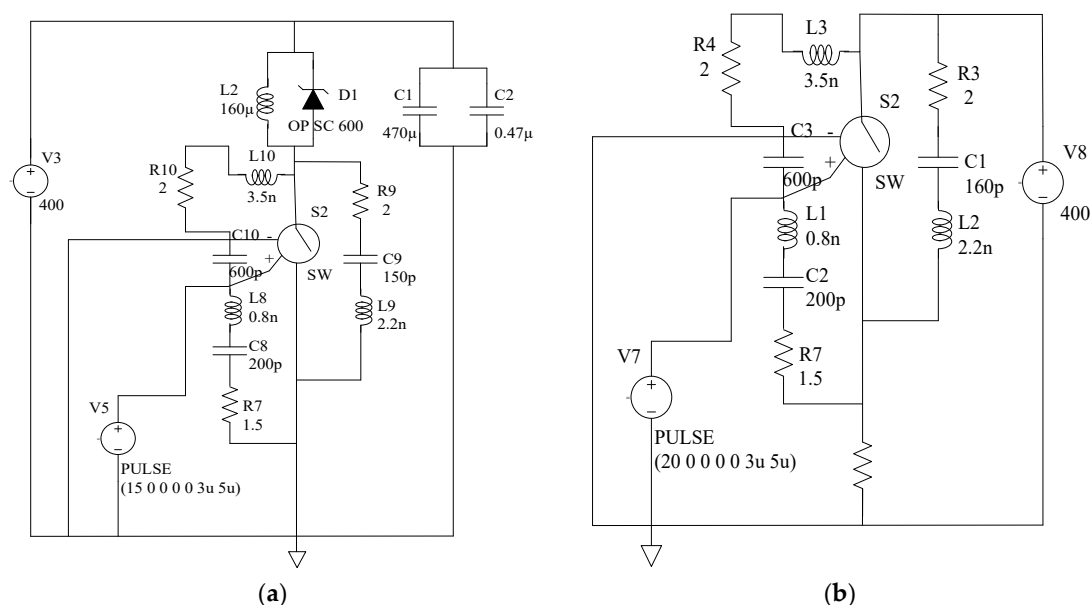 L2
160µ
D1
OP SC 600
C1
470µ
C2
0.47µ
V3
400
R10
2
L10
3.5n
R9
2
S2
SW
C10
600p
-
+
C9
150p
L8
0.8n
L9
2.2n
C8
200p
V5
R7
1.5
PULSE
(15 0 0 0 0 3u 5u)
(a)
R4
2
L3
3.5n
R3
2
S2
SW
C3
600p
-
+
C1
160p
V8
400
L1
0.8n
L2
2.2n
C2
200p
V7
R7
1.5
PULSE
(20 0 0 0 0 3u 5u)
(b)